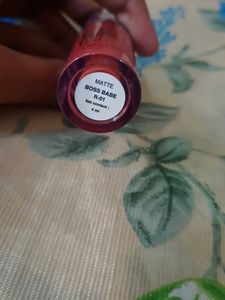 MATTE
BOSS BABE
R-01
Net content :
4 ml